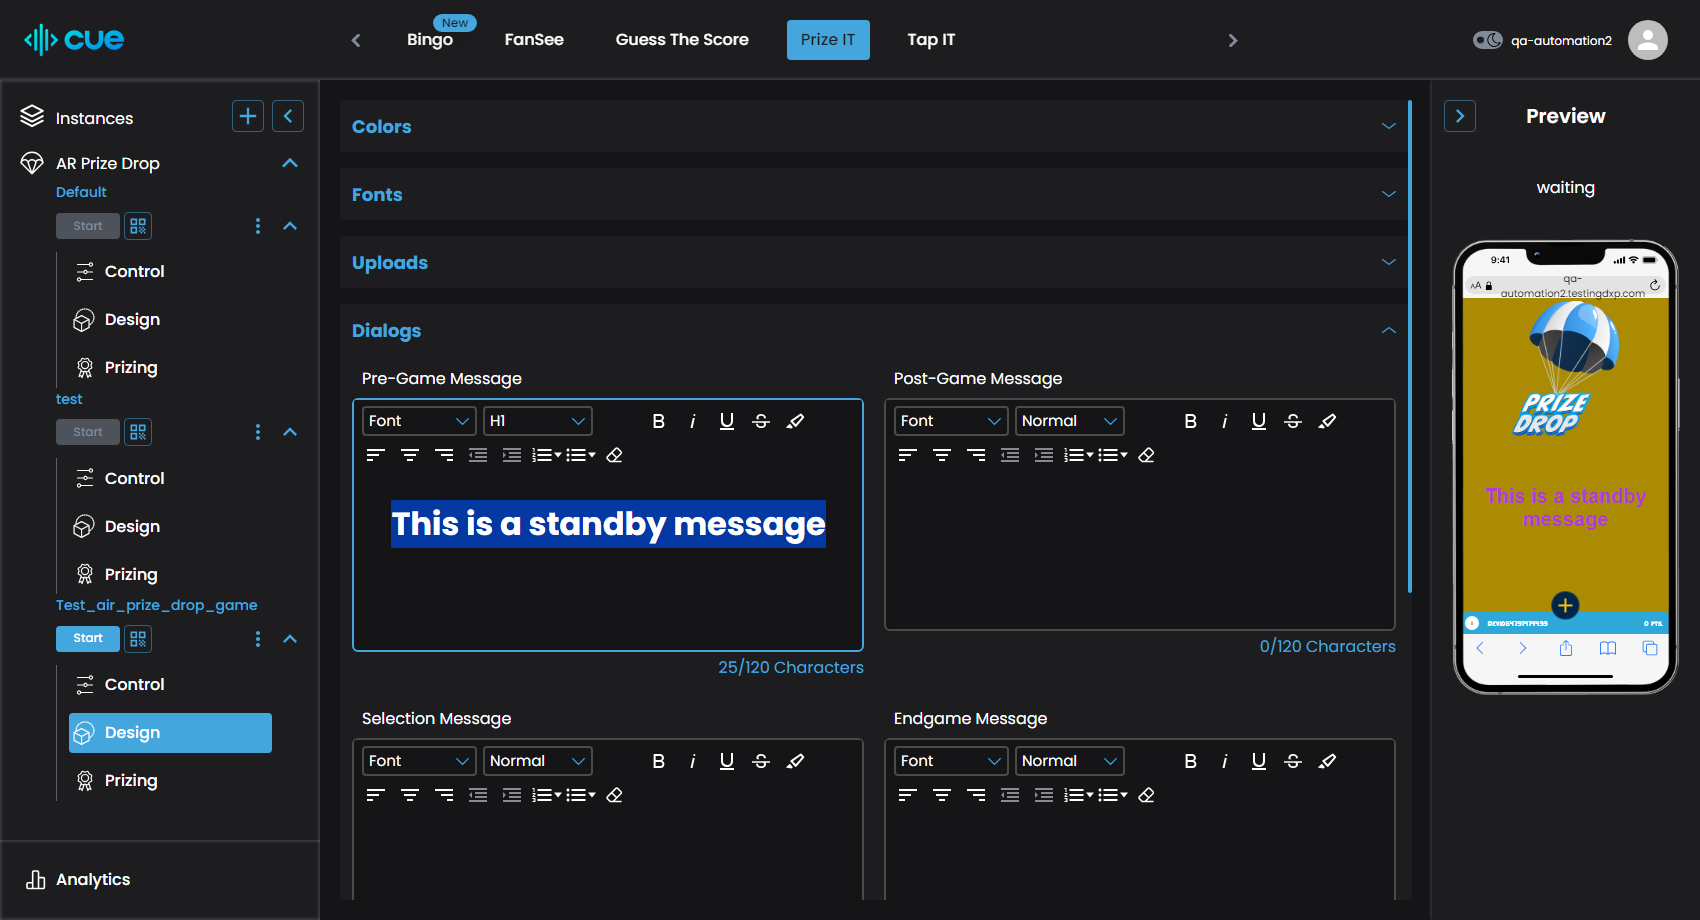 cue
New
Bingo
FanSee
Guess The Score
Prize IT
Tap IT
qa-automation2
Instances
AR Prize Drop
Default
Start
Control
Design
Prizing
test
Start
Control
Design
Prizing
Test_air_prize_drop_game
Start
Control
Design
Prizing
Analytics
Colors
Fonts
Uploads
Dialogs
Pre-Game Message
Font
H1
B
i
U
S
This is a standby message
25/120 Characters
Post-Game Message
Font
Normal
B
i
U
S
0/120 Characters
Selection Message
Font
Normal
B
i
U
S
Endgame Message
Font
Normal
B
i
U
S
Preview
waiting
9:41
AA
qa-
automation2.testingdxp.com
PRIZE
DROP
This is a standby
message
0 PTS.